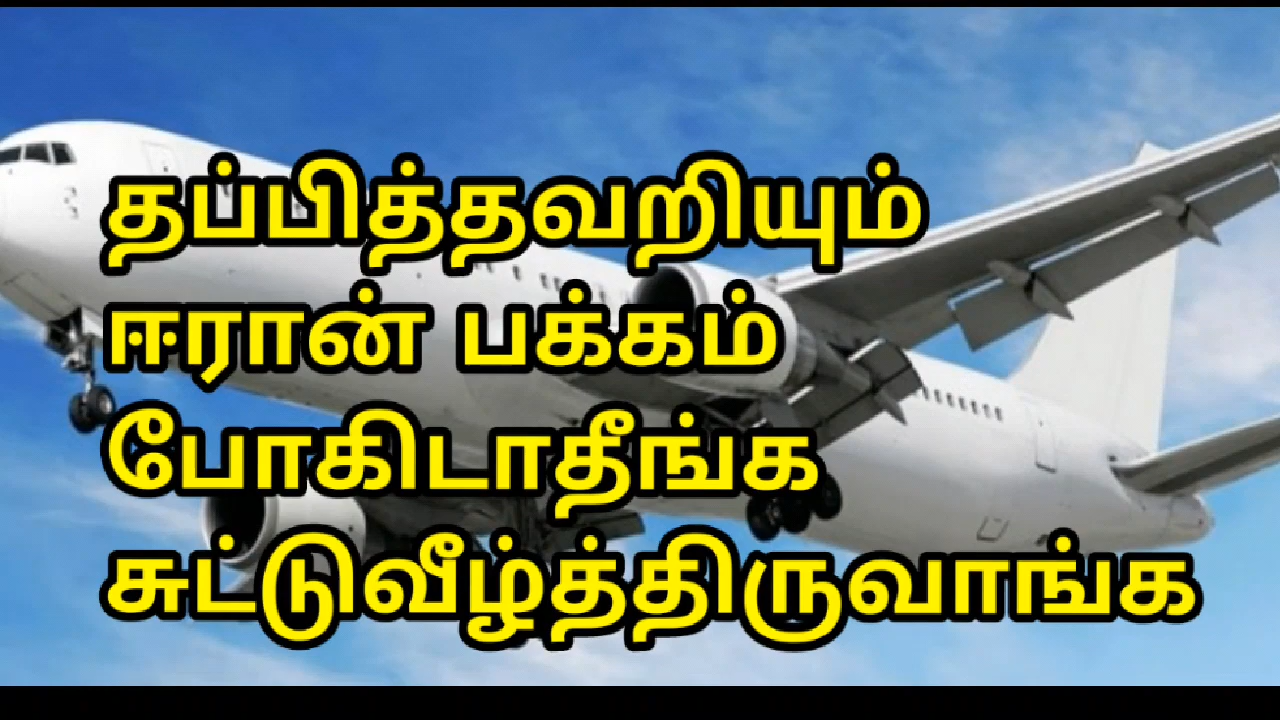 தப்பித்தவறியும்
ஈரான் பக்கம்
போகிடாதீங்க
சுட்டுவீழ்த்திருவாங்க